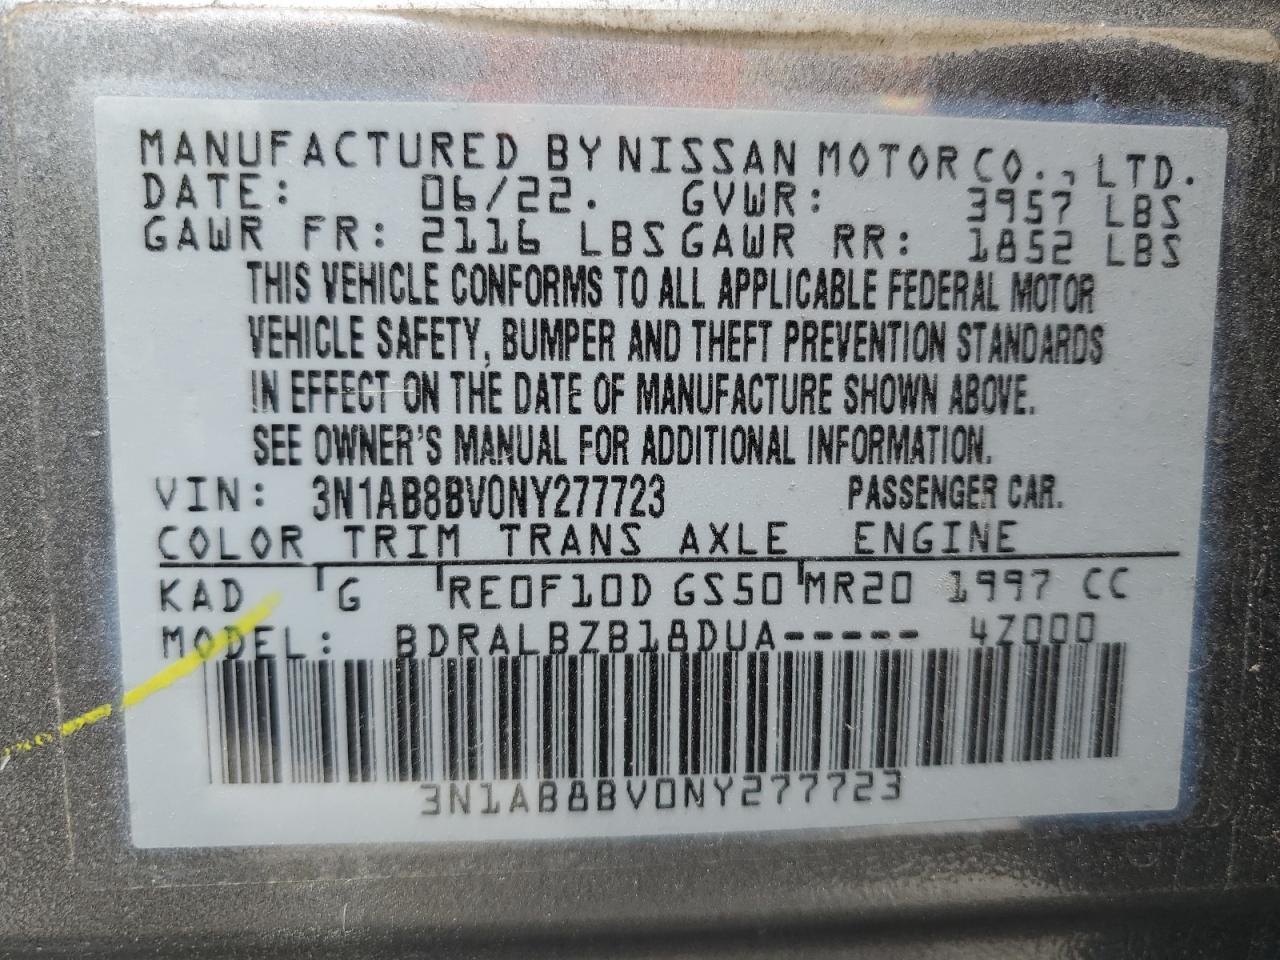 MANUFACTURED BY NISSAN MOTOR CO., LTD.
DATE: 06/22. GVWR: 3957 LBS
GAWR FR: 2116 LBS GAWR RR: 1852 LBS
THIS VEHICLE CONFORMS TO ALL APPLICABLE FEDERAL MOTOR
VEHICLE SAFETY, BUMPER AND THEFT PREVENTION STANDARDS
IN EFFECT ON THE DATE OF MANUFACTURE SHOWN ABOVE.
SEE OWNER'S MANUAL FOR ADDITIONAL INFORMATION.
VIN: 3N1AB8BV0NY277723 PASSENGER CAR.
COLOR TRIM TRANS AXLE ENGINE
KAD G RE0F10D GS50 MR20 1997 CC
MODEL: BDRALBZB18DUA----- 4Z000
3N1AB8BV0NY277723